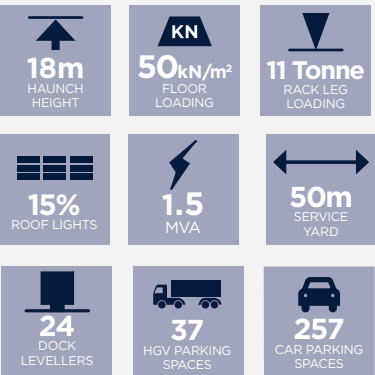 18m
HAUNCH
HEIGHT
KN
50kN/m²
FLOOR
LOADING
11 Tonne
RACK LEG
LOADING
15%
ROOF LIGHTS
1.5
MVA
50m
SERVICE
YARD
24
DOCK
LEVELLERS
37
HGV PARKING
SPACES
257
CAR PARKING
SPACES